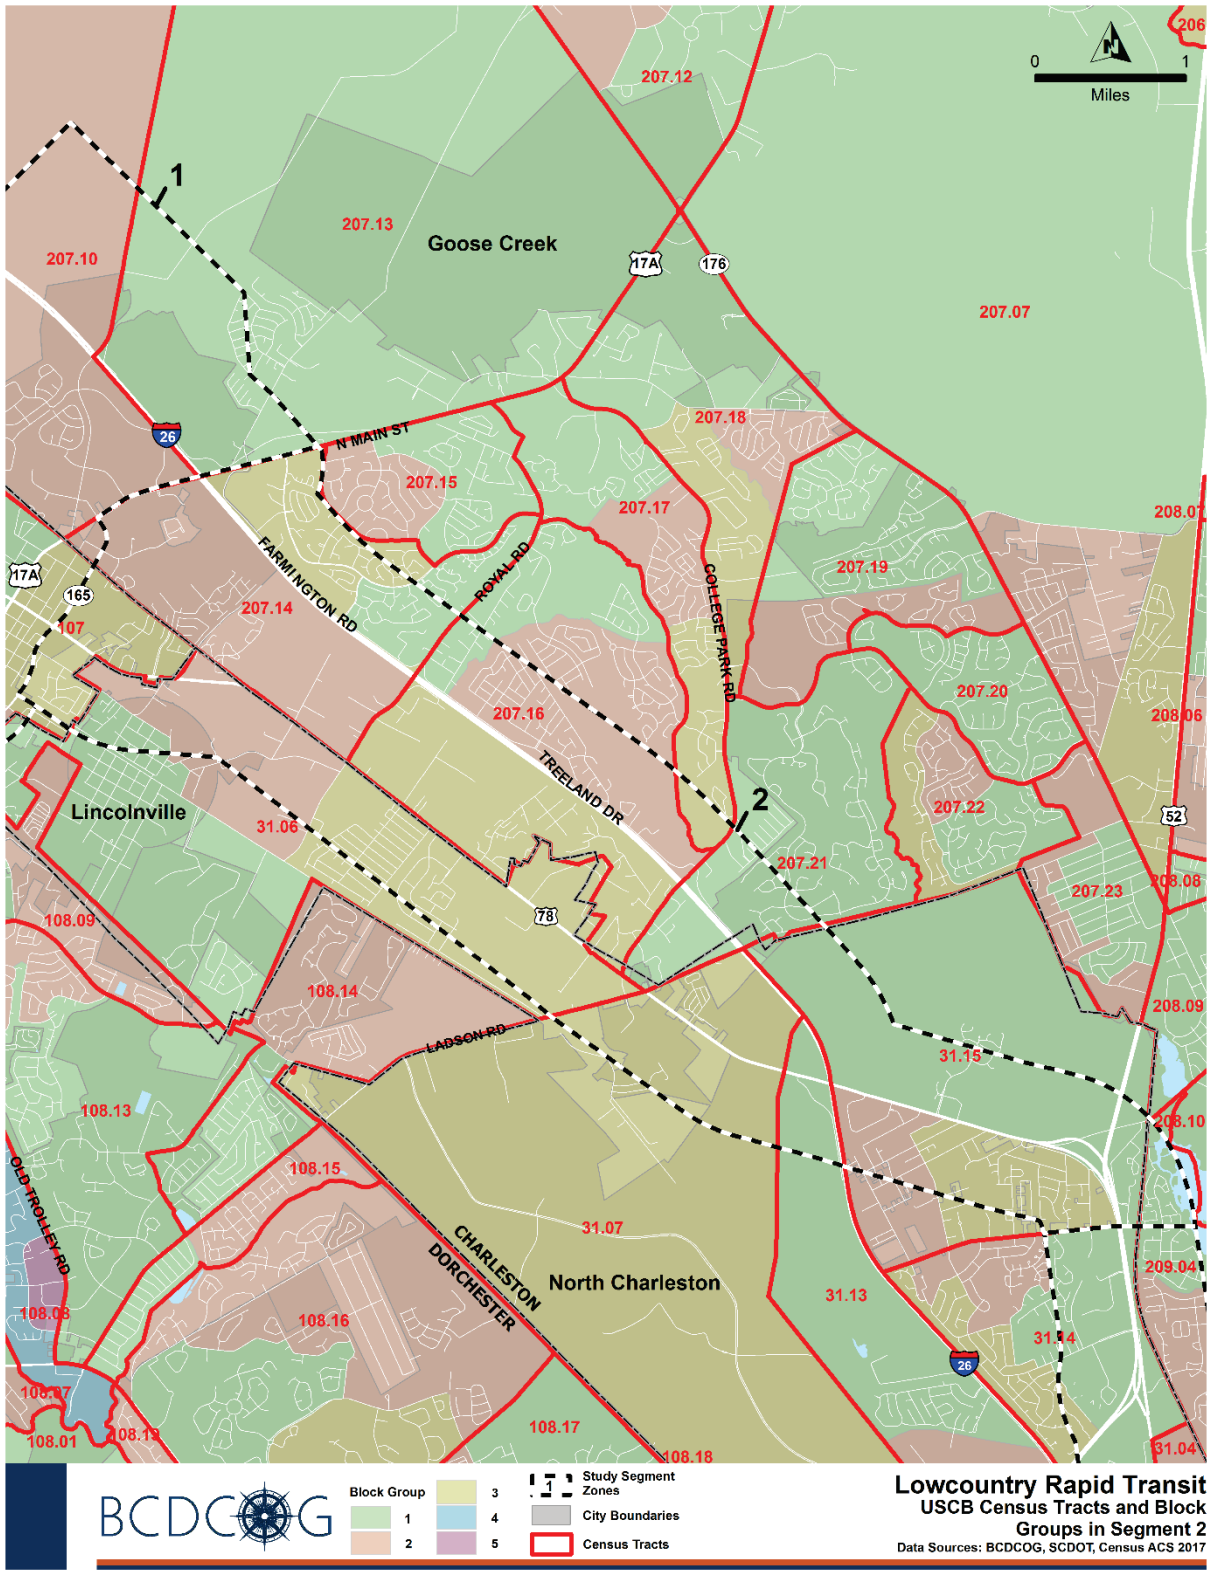 206
N
0 1
Miles
207.12
1
207.13
Goose Creek
17A
176
207.10
207.07
26
N MAIN ST
207.18
207.15
207.17
208.07
FARMINGTON RD
ROYAL RD
COLLEGE PARK RD
207.19
17A
165
207.14
107
207.20
207.16
208.06
TREELAND DR
2
207.22
52
Lincolnville
31.06
207.21
207.23
208.08
108.09
78
108.14
208.09
LADSON RD
31.15
108.13
208.10
108.15
OLD TROLLEY RD
31.07
CHARLESTON
DORCHESTER
209.04
North Charleston
31.13
108.08
108.16
31.14
26
108.07
108.01
108.19
108.17
108.18
31.04
BCDCOG
Block Group
1
2
3
4
5
1
Study Segment
Zones
City Boundaries
Census Tracts
Lowcountry Rapid Transit
USCB Census Tracts and Block
Groups in Segment 2
Data Sources: BCDCOG, SCDOT, Census ACS 2017